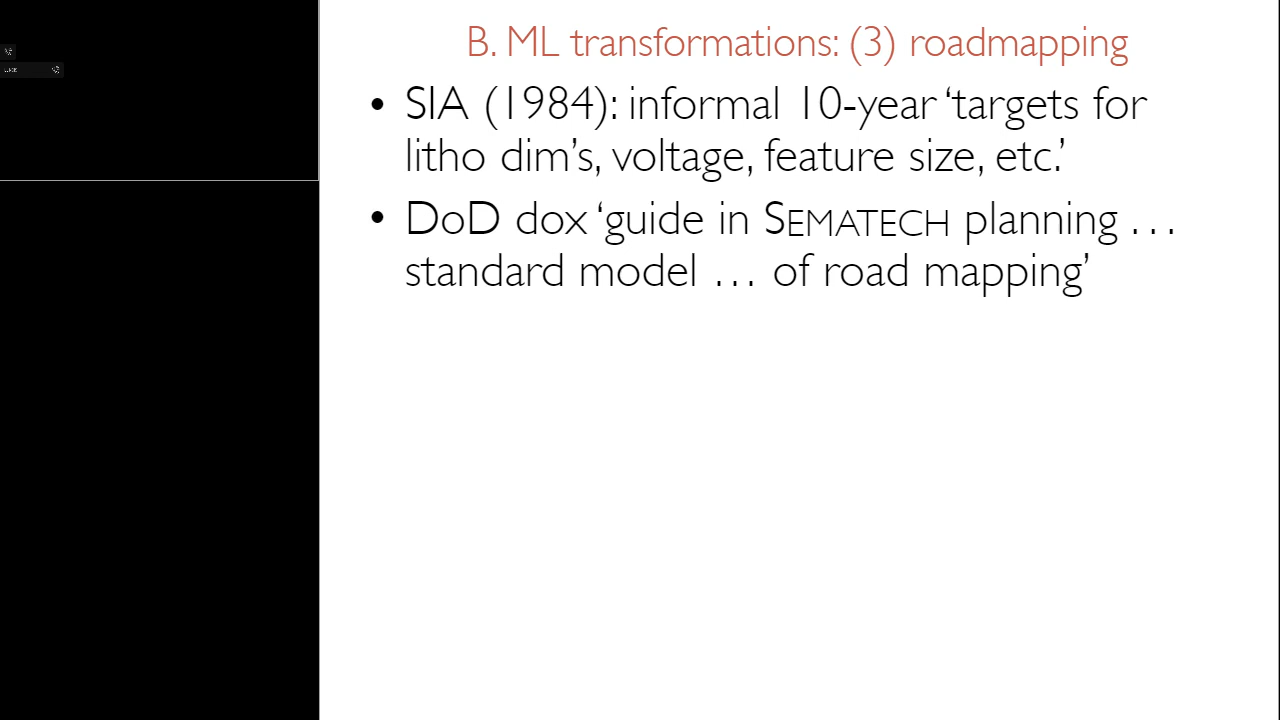 B. ML transformations: (3) roadmapping
• SIA (1984): informal 10-year ‘targets for
litho dim’s, voltage, feature size, etc.’
• DoD dox ‘guide in SEMATECH planning …
standard model … of road mapping’